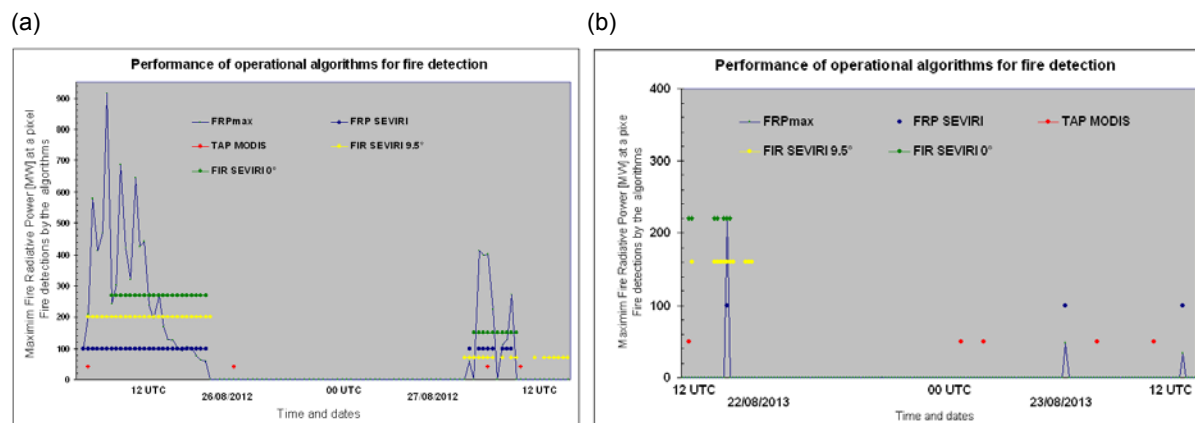 (a)
Performance of operational algorithms for fire detection
Maximim Fire Radiative Power [MW] at a pixel
Fire detections by the algorithms
900
800
700
600
500
400
300
200
100
0
FRPmax
FRP SEVIRI
TAP MODIS
FIR SEVIRI 9.5°
FIR SEVIRI 0°
12 UTC
00 UTC
12 UTC
26/08/2012
27/08/2012
Time and dates
(b)
Performance of operational algorithms for fire detection
Maximum Fire Radiative Power [MW] at a pixe
Fire detections by the algorithms
400
300
200
100
0
FRPmax
FRP SEVIRI
TAP MODIS
FIR SEVIRI 9.5°
FIR SEVIRI 0°
12 UTC
00 UTC
12 UTC
22/08/2013
23/08/2013
Time and dates